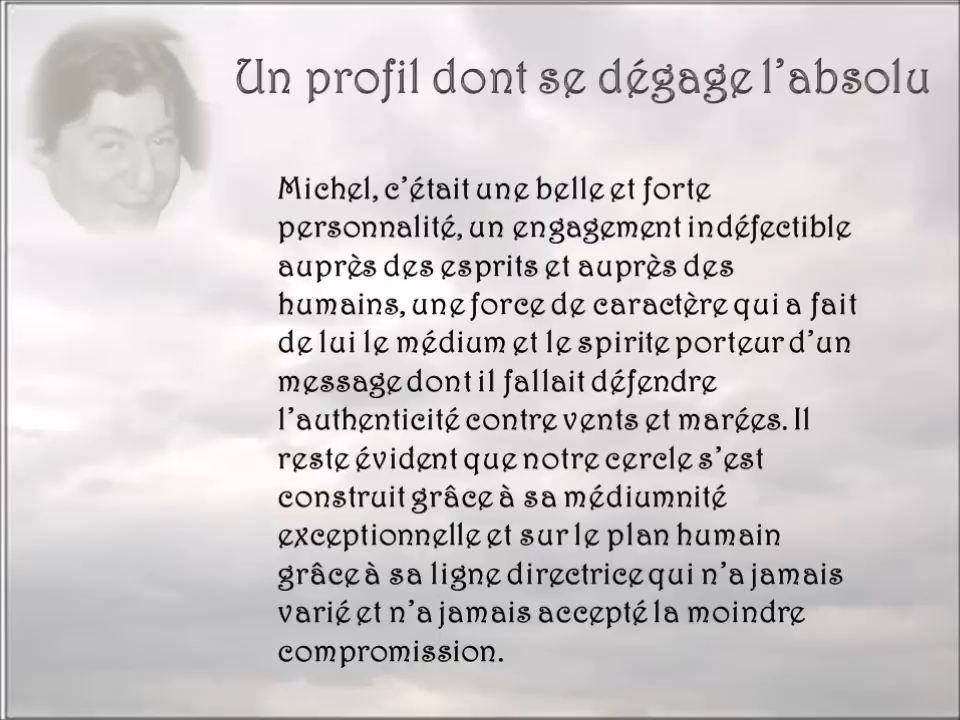 Un profil dont se dégage l’absolu
Michel, c’était une belle et forte
personnalité, un engagement indéfectible
auprès des esprits et auprès des
humains, une force de caractère qui a fait
de lui le médium et le spirite porteur d’un
message dont il fallait défendre
l’authenticité contre vents et marées. Il
reste évident que notre cercle s’est
construit grâce à sa médiumnité
exceptionnelle et sur le plan humain
grâce à sa ligne directrice qui n’a jamais
varié et n’a jamais accepté la moindre
compromission.